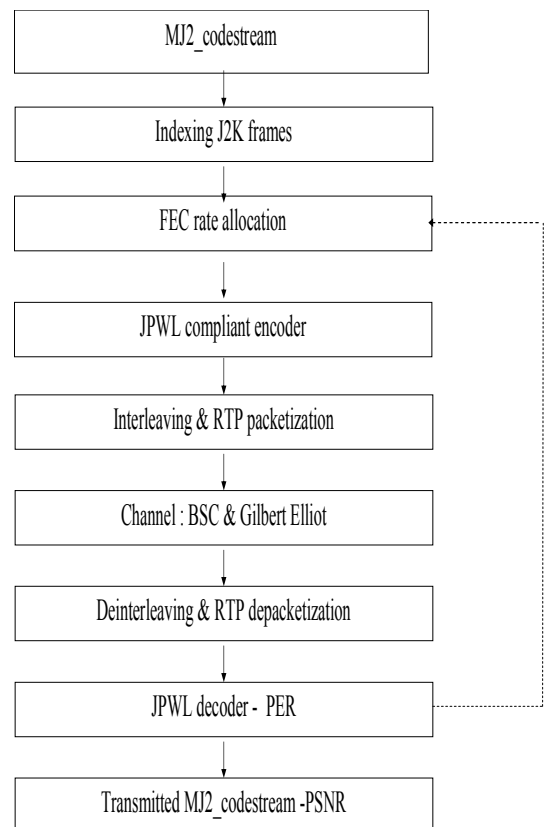 MJ2_codestream
Indexing J2K frames
FEC rate allocation
JPWL compliant encoder
Interleaving & RTP packetization
Channel : BSC & Gilbert Elliot
Deinterleaving & RTP depacketization
JPWL decoder - PER
Transmitted MJ2_codestream -PSNR